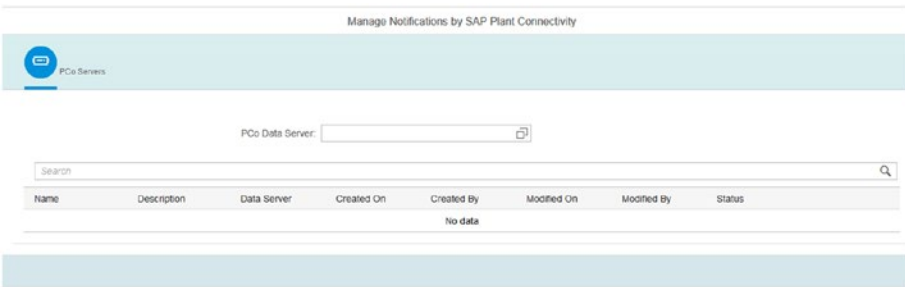 Manage Notifications by SAP Plant Connectivity
PCo Servers
PCo Data Server:
Search
Name Description Data Server Created On Created By Modified On Modified By Status
No data